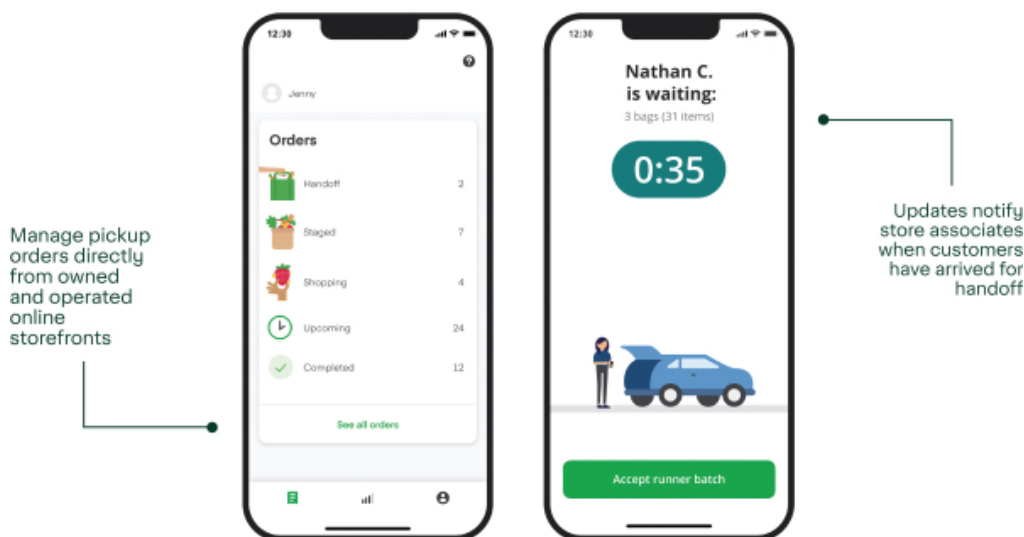 Manage pickup
orders directly
from owned
and operated
online
storefronts
12:30
Jenny
Orders
Handoff 2
Staged 7
Shopping 4
Upcoming 24
Completed 12
See all orders
12:30
Nathan C.
is waiting:
3 bags (31 items)
0:35
Accept runner batch
Updates notify
store associates
when customers
have arrived for
handoff